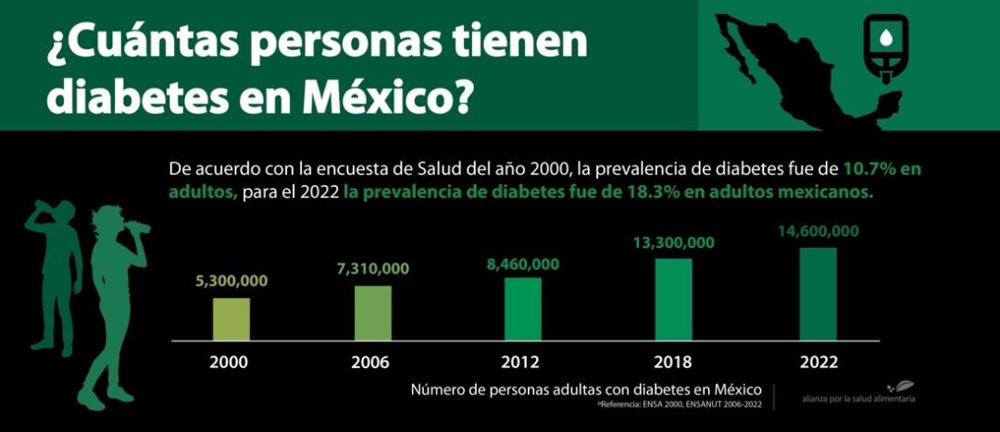 ¿Cuántas personas tienen
diabetes en México?
De acuerdo con la encuesta de Salud del año 2000, la prevalencia de diabetes fue de 10.7% en
adultos, para el 2022 la prevalencia de diabetes fue de 18.3% en adultos mexicanos.
5,300,000
7,310,000
8,460,000
13,300,000
14,600,000
2000
2006
2012
2018
2022
Número de personas adultas con diabetes en México
ºReferencia: ENSA 2000, ENSANUT 2006-2022
alianza por la salud alimentaria